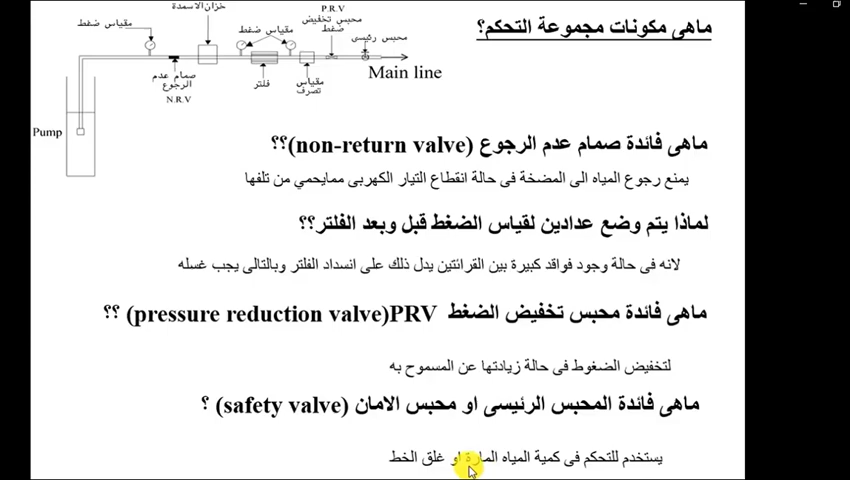 ماهى مكونات مجموعة التحكم؟
خزان الاسمدة
P.R.V
محبس تخفيض
ضغط
مقياس ضغط
مقياس ضغط
محبس رئيسى
Main line
صمام عدم
الرجوع
N.R.V
فلتر
مقياس
تصرف
Pump
ماهى فائدة صمام عدم الرجوع (non-return valve)؟؟
يمنع رجوع المياه الى المضخة فى حالة انقطاع التيار الكهربى ممايحمي من تلفها
لماذا يتم وضع عدادين لقياس الضغط قبل وبعد الفلتر؟؟
لانه فى حالة وجود فواقد كبيرة بين القرائتين يدل ذلك على انسداد الفلتر وبالتالى يجب غسله
ماهى فائدة محبس تخفيض الضغط PRV(pressure reduction valve) ؟؟
لتخفيض الضغوط فى حالة زيادتها عن المسموح به
ماهى فائدة المحبس الرئيسى او محبس الامان (safety valve) ؟
يستخدم للتحكم فى كمية المياه المارة او غلق الخط